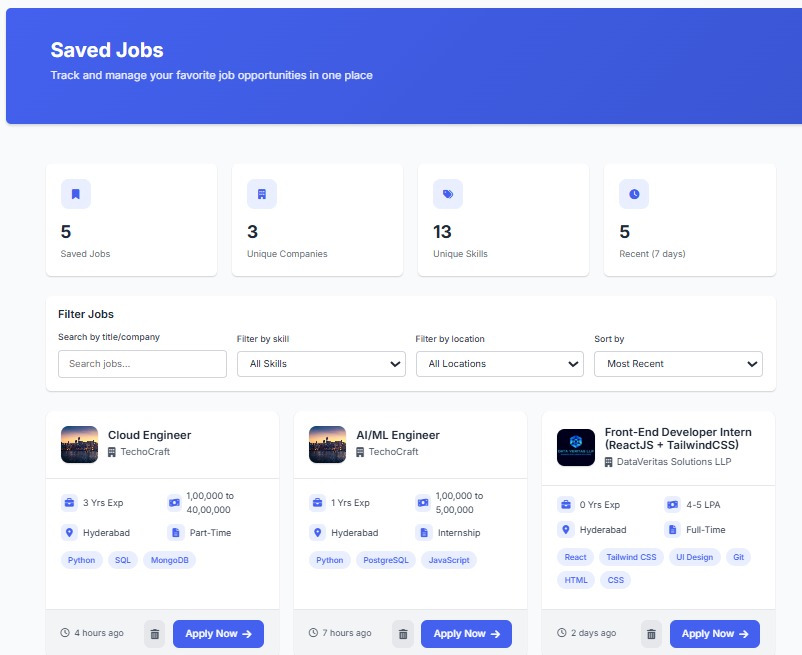 Saved Jobs
Track and manage your favorite job opportunities in one place
5
Saved Jobs
3
Unique Companies
13
Unique Skills
5
Recent (7 days)
Filter Jobs
Search by title/company
Search jobs...
Filter by skill
All Skills
Filter by location
All Locations
Sort by
Most Recent
Cloud Engineer
TechoCraft
3 Yrs Exp
1,00,000 to
40,00,000
Hyderabad
Part-Time
Python SQL MongoDB
4 hours ago
Apply Now →
AI/ML Engineer
TechoCraft
1 Yrs Exp
1,00,000 to
5,00,000
Hyderabad
Internship
Python PostgreSQL JavaScript
7 hours ago
Apply Now →
Front-End Developer Intern
(ReactJS + TailwindCSS)
DataVeritas Solutions LLP
0 Yrs Exp
4-5 LPA
Hyderabad
Full-Time
React Tailwind CSS UI Design Git
HTML CSS
2 days ago
Apply Now →